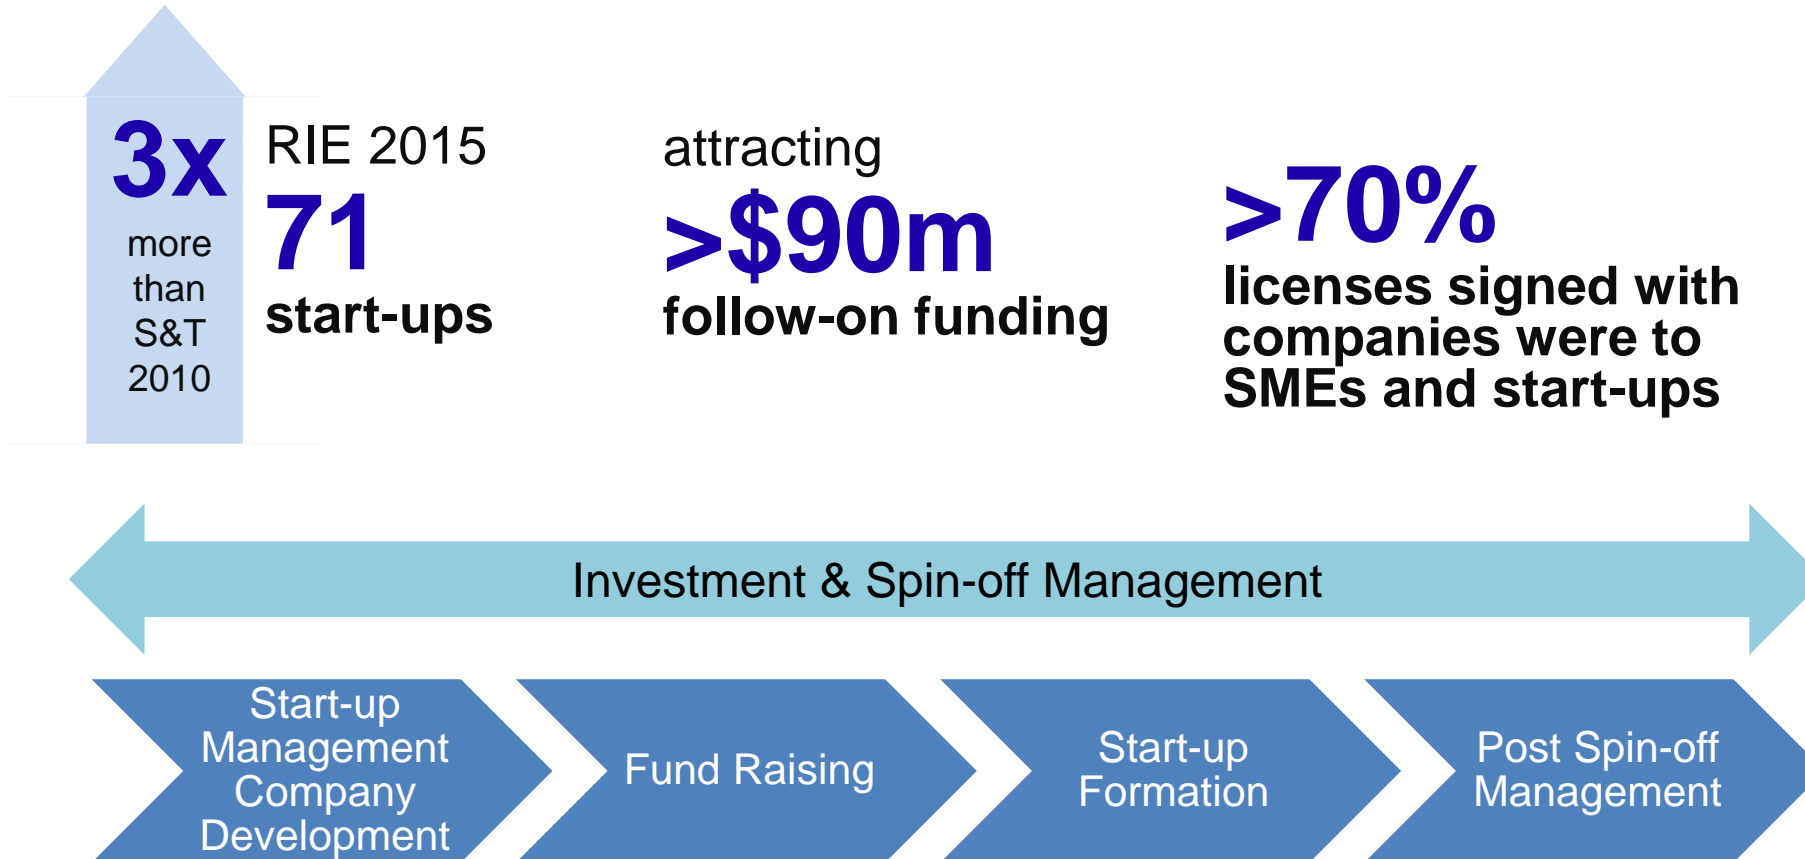 3x
more
than
S&T
2010
RIE 2015
71
start-ups
attracting
>$90m
follow-on funding
>70%
licenses signed with
companies were to
SMEs and start-ups
Investment & Spin-off Management
Start-up
Management
Company
Development
Fund Raising
Start-up
Formation
Post Spin-off
Management